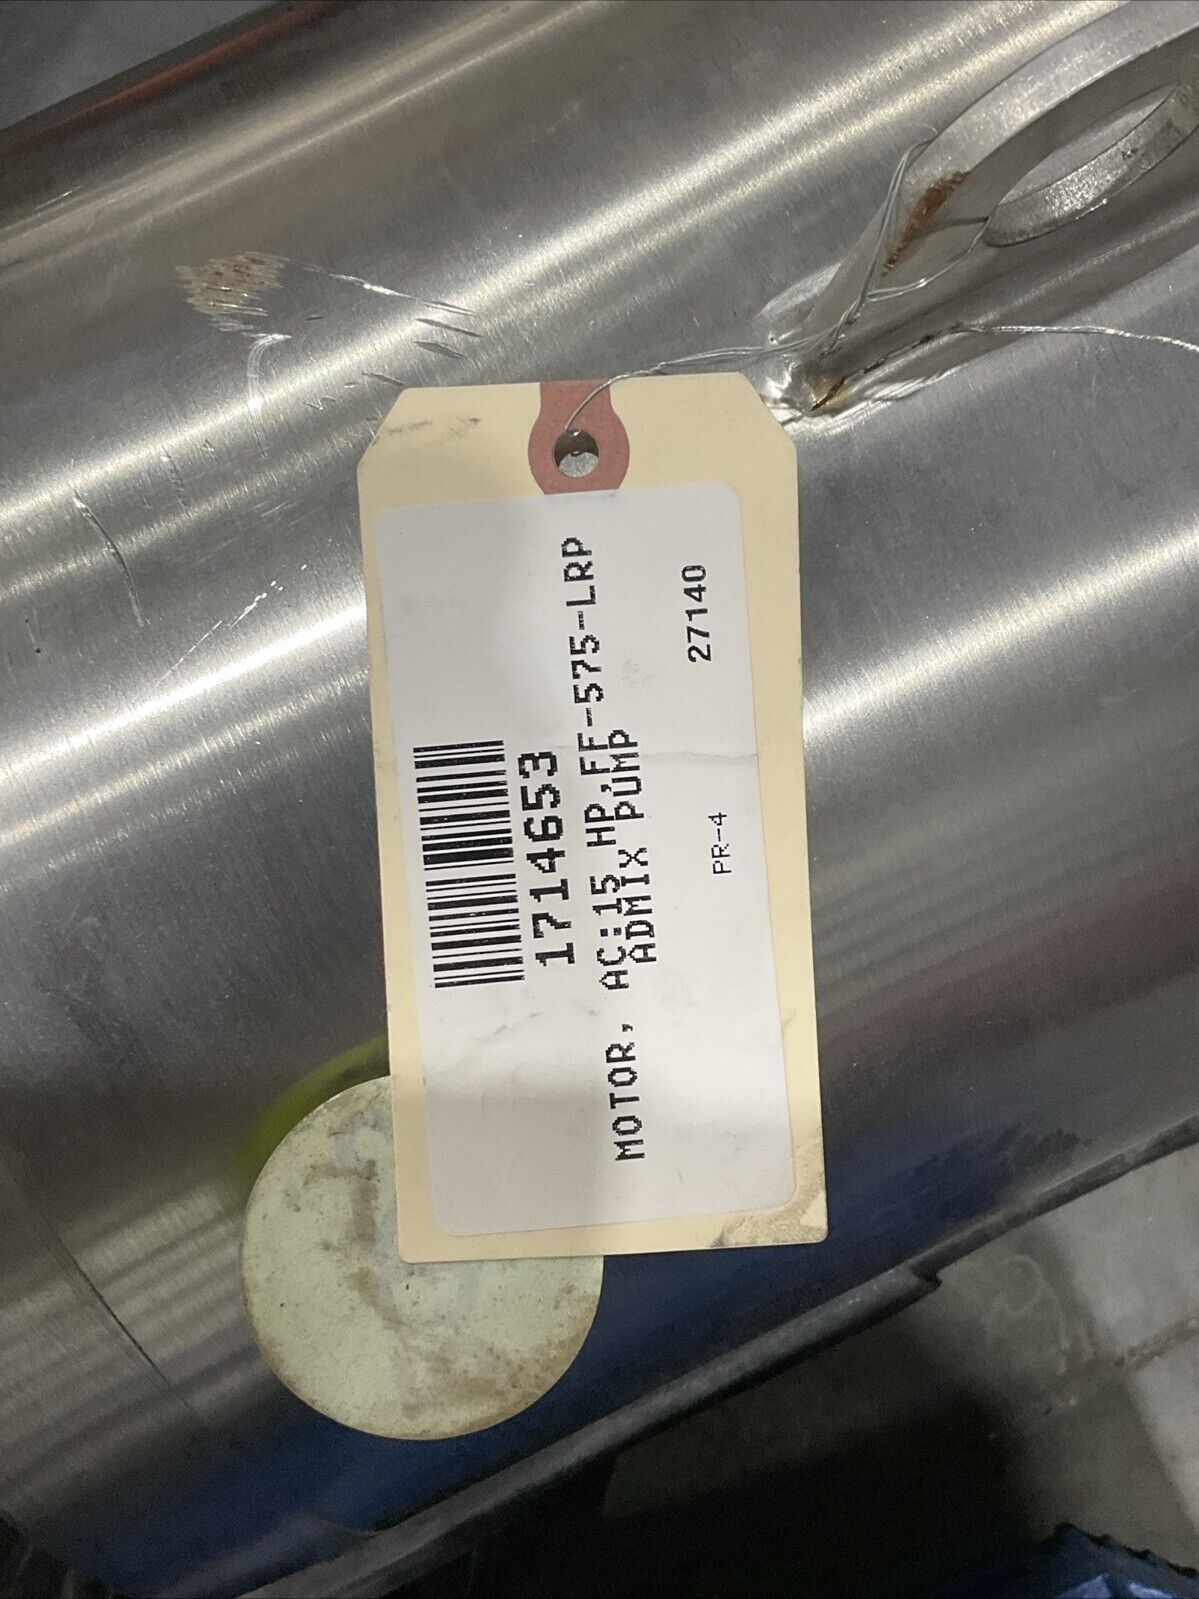 1714653
MOTOR, AC:15 HP,FF-575-LRP
ADMIX PUMP
27140
PR-4